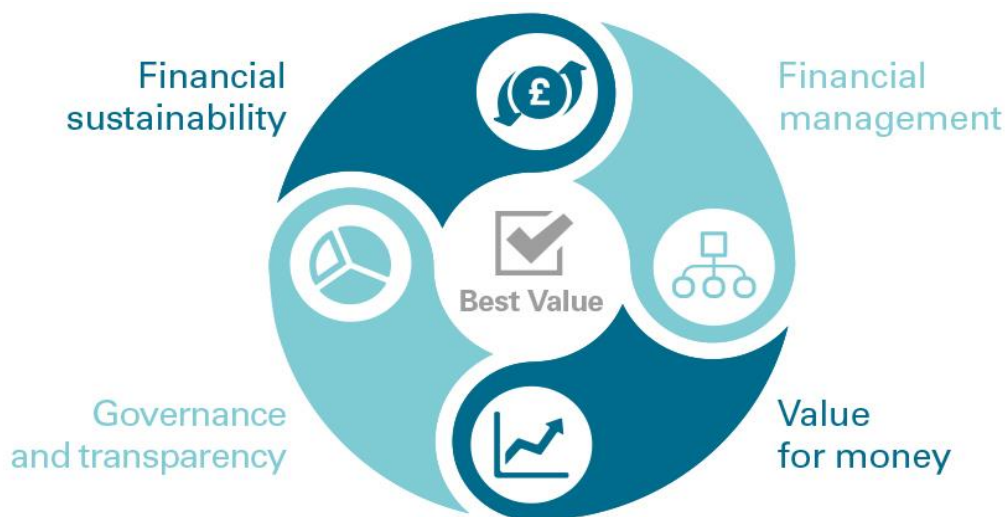 Financial
sustainability
Financial
management
£
Best Value
Governance
and transparency
Value
for money